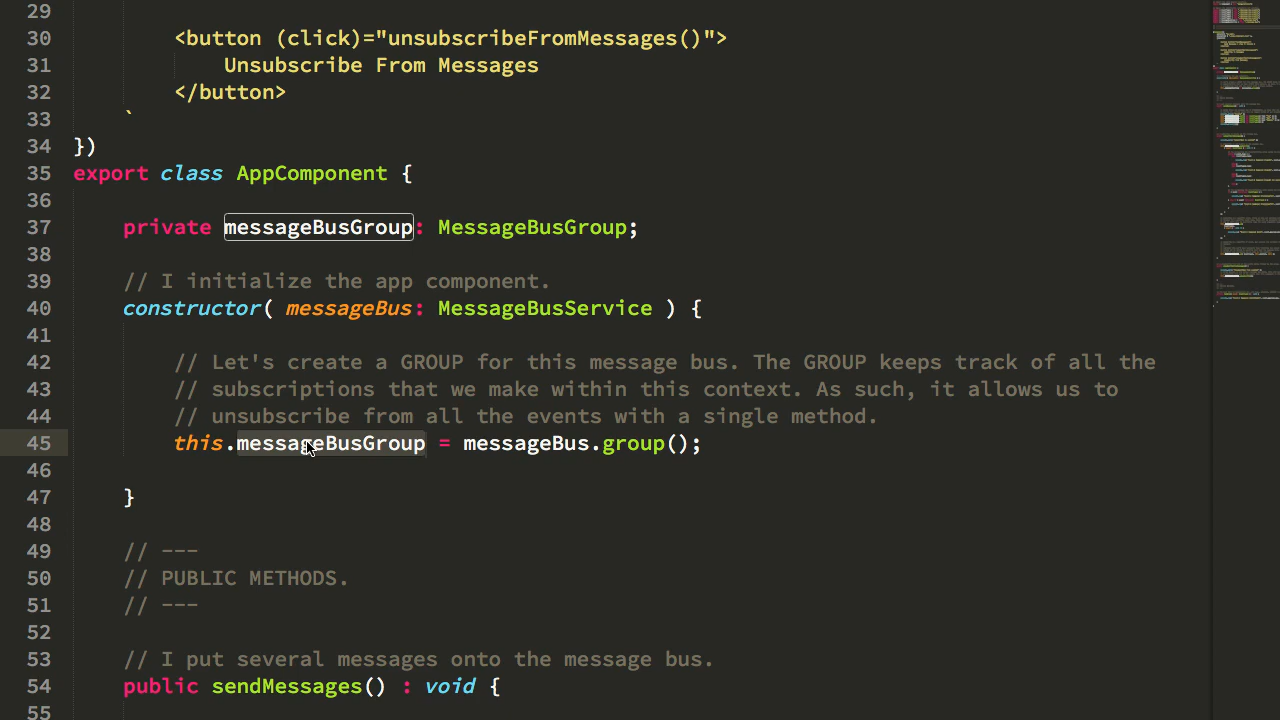 29
30 <button (click)="unsubscribeFromMessages()">
31 Unsubscribe From Messages
32 </button>
33 `
34 })
35 export class AppComponent {
36
37 private messageBusGroup: MessageBusGroup;
38
39 // I initialize the app component.
40 constructor( messageBus: MessageBusService ) {
41
42 // Let's create a GROUP for this message bus. The GROUP keeps track of all the
43 // subscriptions that we make within this context. As such, it allows us to
44 // unsubscribe from all the events with a single method.
45 this.messageBusGroup = messageBus.group();
46
47 }
48
49 // ---
50 // PUBLIC METHODS.
51 // ---
52
53 // I put several messages onto the message bus.
54 public sendMessages() : void {
55